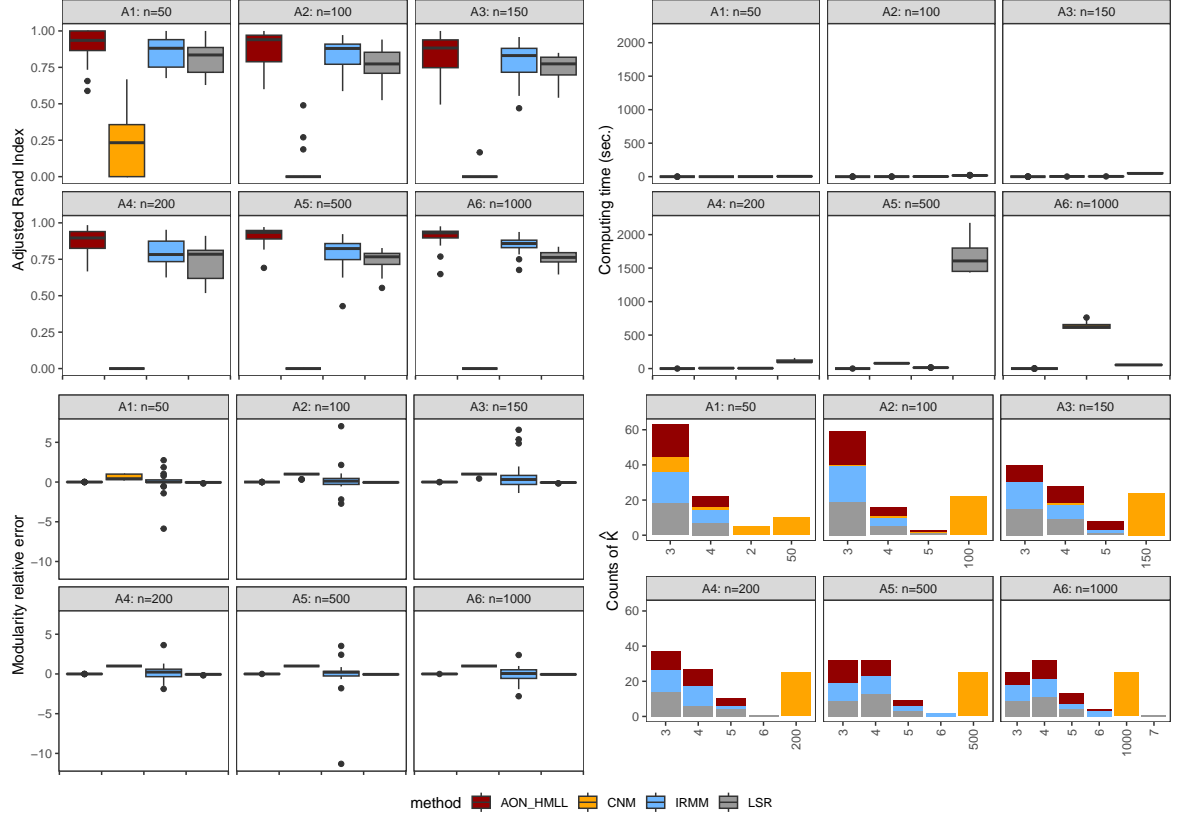 A1: n=50 A2: n=100 A3: n=150
1.00
0.75
0.50
0.25
0.00
A4: n=200 A5: n=500 A6: n=1000
1.00
0.75
0.50
0.25
0.00
Adjusted Rand Index
A1: n=50 A2: n=100 A3: n=150
2000
1500
1000
500
0
A4: n=200 A5: n=500 A6: n=1000
2000
1500
1000
500
0
Computing time (sec.)
A1: n=50 A2: n=100 A3: n=150
5
0
−5
−10
A4: n=200 A5: n=500 A6: n=1000
5
0
−5
−10
Modularity relative error
A1: n=50 A2: n=100 A3: n=150
60
40
20
0
3 4 2 50 3 4 5 100 3 4 5 150
A4: n=200 A5: n=500 A6: n=1000
60
40
20
0
3 4 5 6 200 3 4 5 6 500 3 4 5 6 1000 7
Counts of K̂
method AON_HMLL CNM IRMM LSR